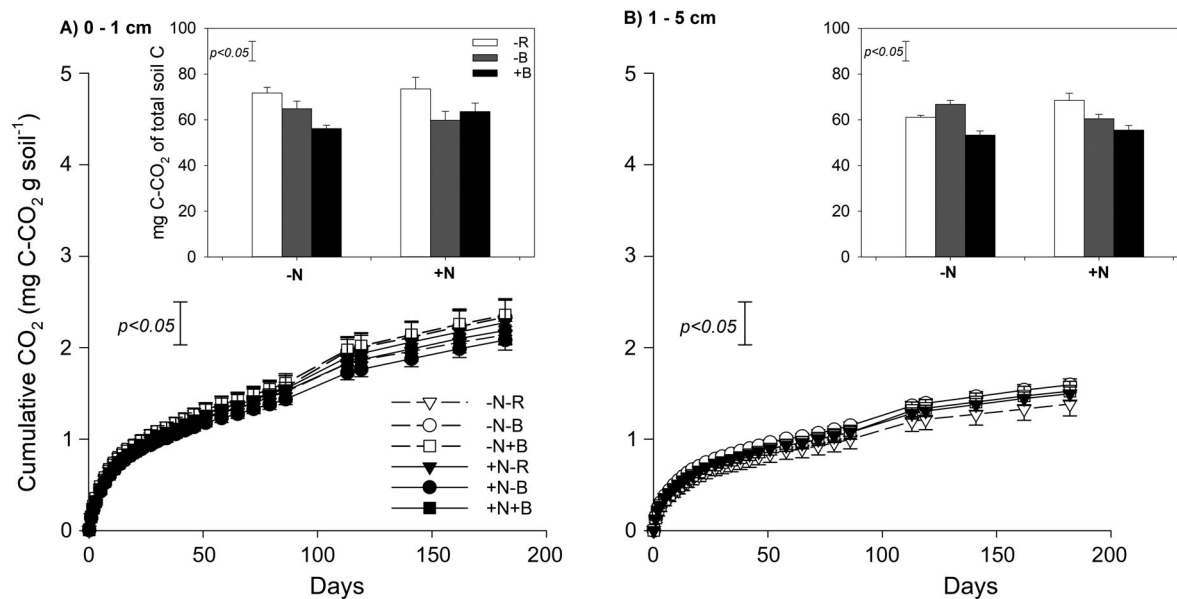 A) 0 - 1 cm
mg C-CO2 of total soil C
100
80
60
40
20
0
p<0.05
-R
-B
+B
-N
+N
Cumulative CO2 (mg C-CO2 g soil-1)
5
4
3
2
1
0
p<0.05
-N-R
-N-B
-N+B
+N-R
+N-B
+N+B
0
50
100
150
200
Days
B) 1 - 5 cm
100
80
60
40
20
0
p<0.05
-N
+N
5
4
3
2
1
0
p<0.05
0
50
100
150
200
Days